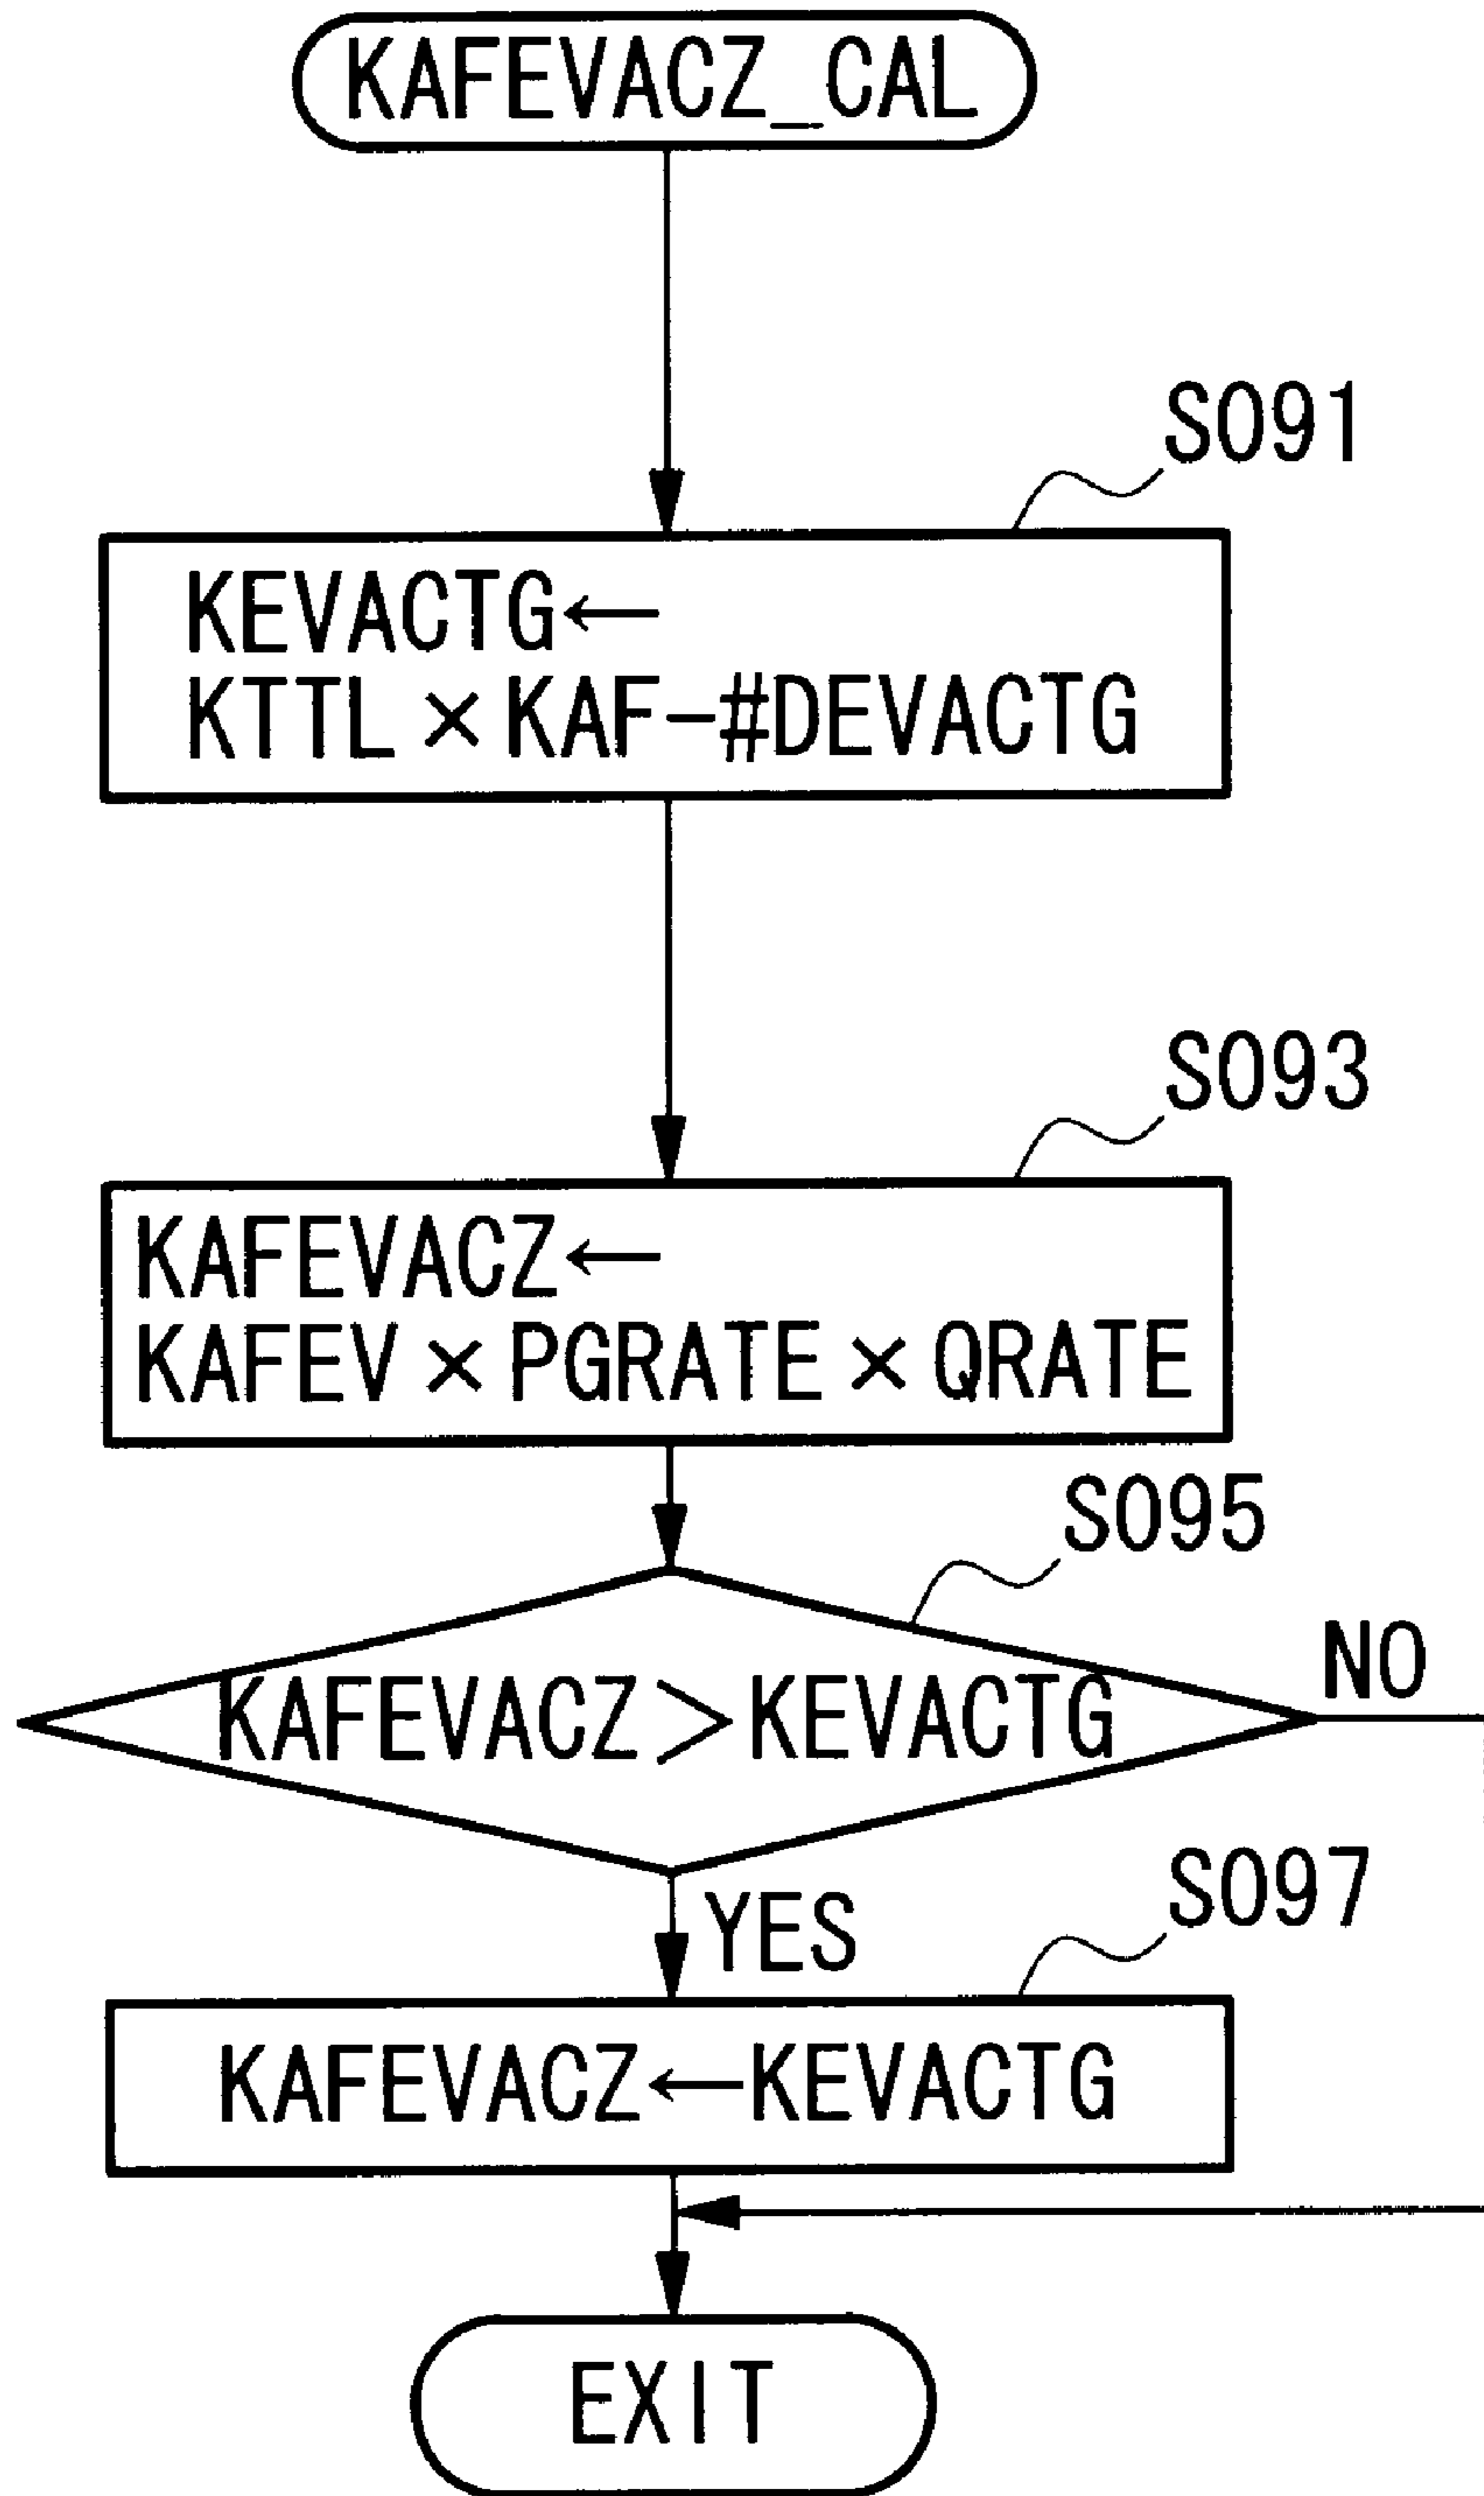 KAFEVACZ_CAL
S091
KEVACTG←
KTTL×KAF-#DEVACTG
S093
KAFEVACZ←
KAFEV×PGRATE×QRATE
S095
KAFEVACZ>KEVACTG
NO
YES
S097
KAFEVACZ←KEVACTG
EXIT